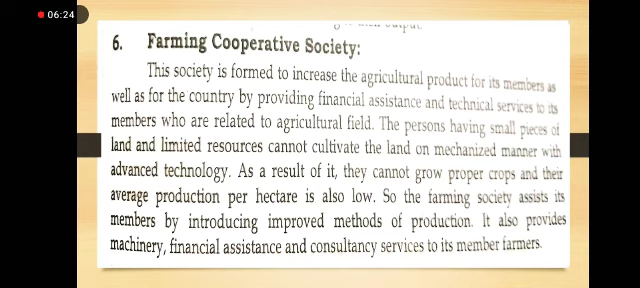 06:24
output.
6. Farming Cooperative Society:
This society is formed to increase the agricultural product for its members as
well as for the country by providing financial assistance and technical services to its
members who are related to agricultural field. The persons having small pieces of
land and limited resources cannot cultivate the land on mechanized manner with
advanced technology. As a result of it, they cannot grow proper crops and their
average production per hectare is also low. So the farming society assists its
members by introducing improved methods of production. It also provides
machinery, financial assistance and consultancy services to its member farmers.